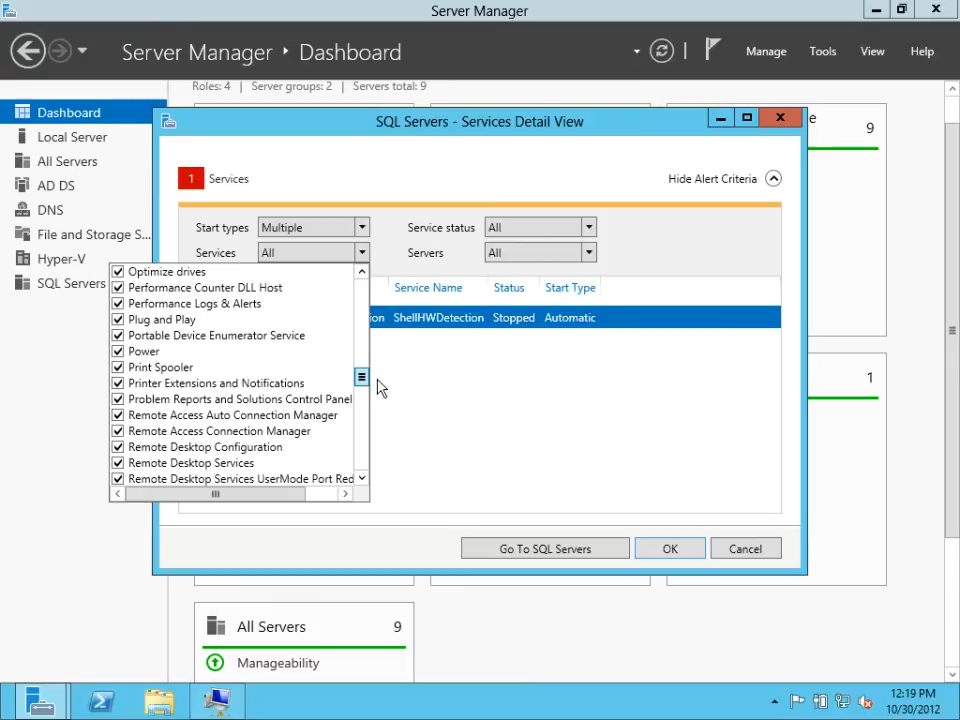 Server Manager
Server Manager ‣ Dashboard
Manage Tools View Help
Roles: 4 | Server groups: 2 | Servers total: 9
Dashboard
Local Server
All Servers
AD DS
DNS
File and Storage S...
Hyper-V
SQL Servers
e
9
1
SQL Servers - Services Detail View
1 Services
Hide Alert Criteria
Start types Multiple Service status All
Services All Servers All
Service Name Status Start Type
ion ShellHWDetection Stopped Automatic
Optimize drives
Performance Counter DLL Host
Performance Logs & Alerts
Plug and Play
Portable Device Enumerator Service
Power
Print Spooler
Printer Extensions and Notifications
Problem Reports and Solutions Control Panel
Remote Access Auto Connection Manager
Remote Access Connection Manager
Remote Desktop Configuration
Remote Desktop Services
Remote Desktop Services UserMode Port Red
Go To SQL Servers OK Cancel
All Servers 9
Manageability
12:19 PM
10/30/2012